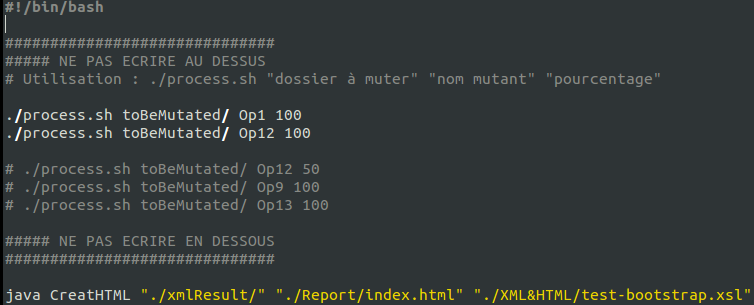 #!/bin/bash
##############################
##### NE PAS ECRIRE AU DESSUS
# Utilisation : ./process.sh "dossier à muter" "nom mutant" "pourcentage"
./process.sh toBeMutated/ Op1 100
./process.sh toBeMutated/ Op12 100
# ./process.sh toBeMutated/ Op12 50
# ./process.sh toBeMutated/ Op9 100
# ./process.sh toBeMutated/ Op13 100
##### NE PAS ECRIRE EN DESSOUS
##############################
java CreatHTML "./xmlResult/" "./Report/index.html" "./XML&HTML/test-bootstrap.xsl"